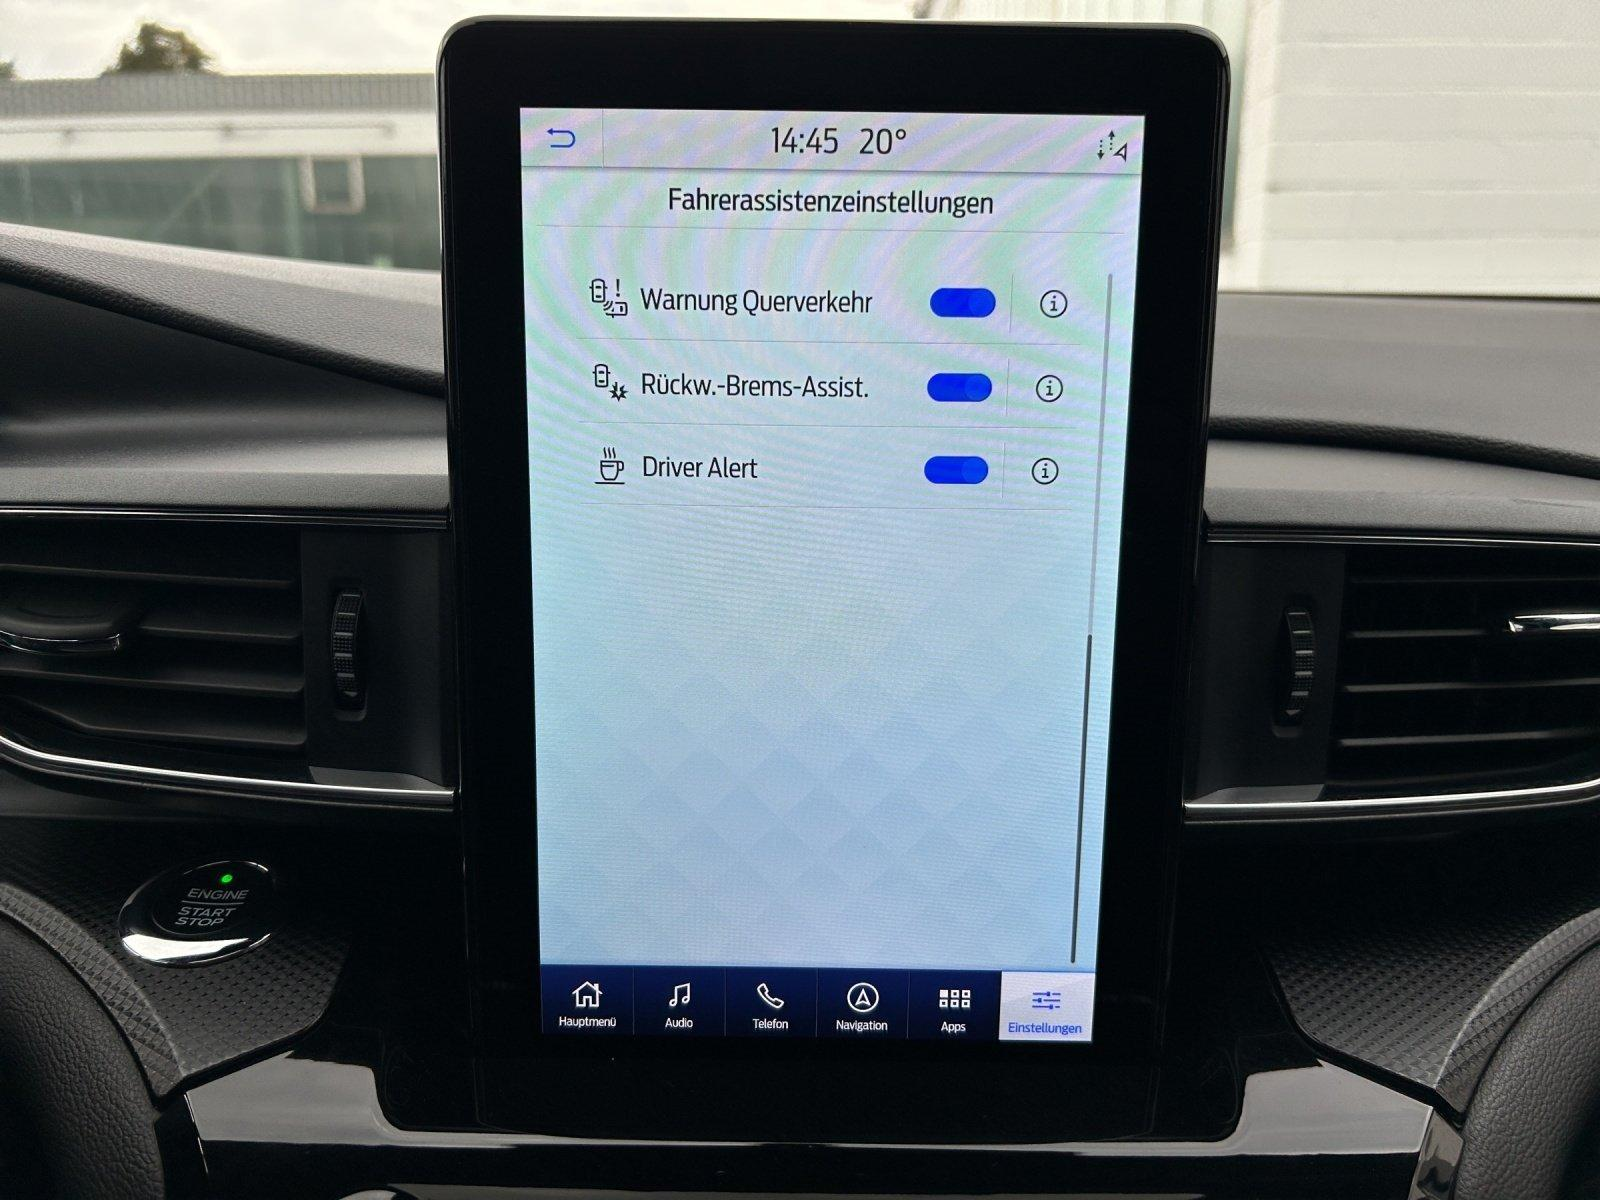 14:45 20°
Fahrerassistenzeinstellungen
Warnung Querverkehr
Rückw.-Brems-Assist.
Driver Alert
ENGINE
START
STOP
Hauptmenü
Audio
Telefon
Navigation
Apps
Einstellungen